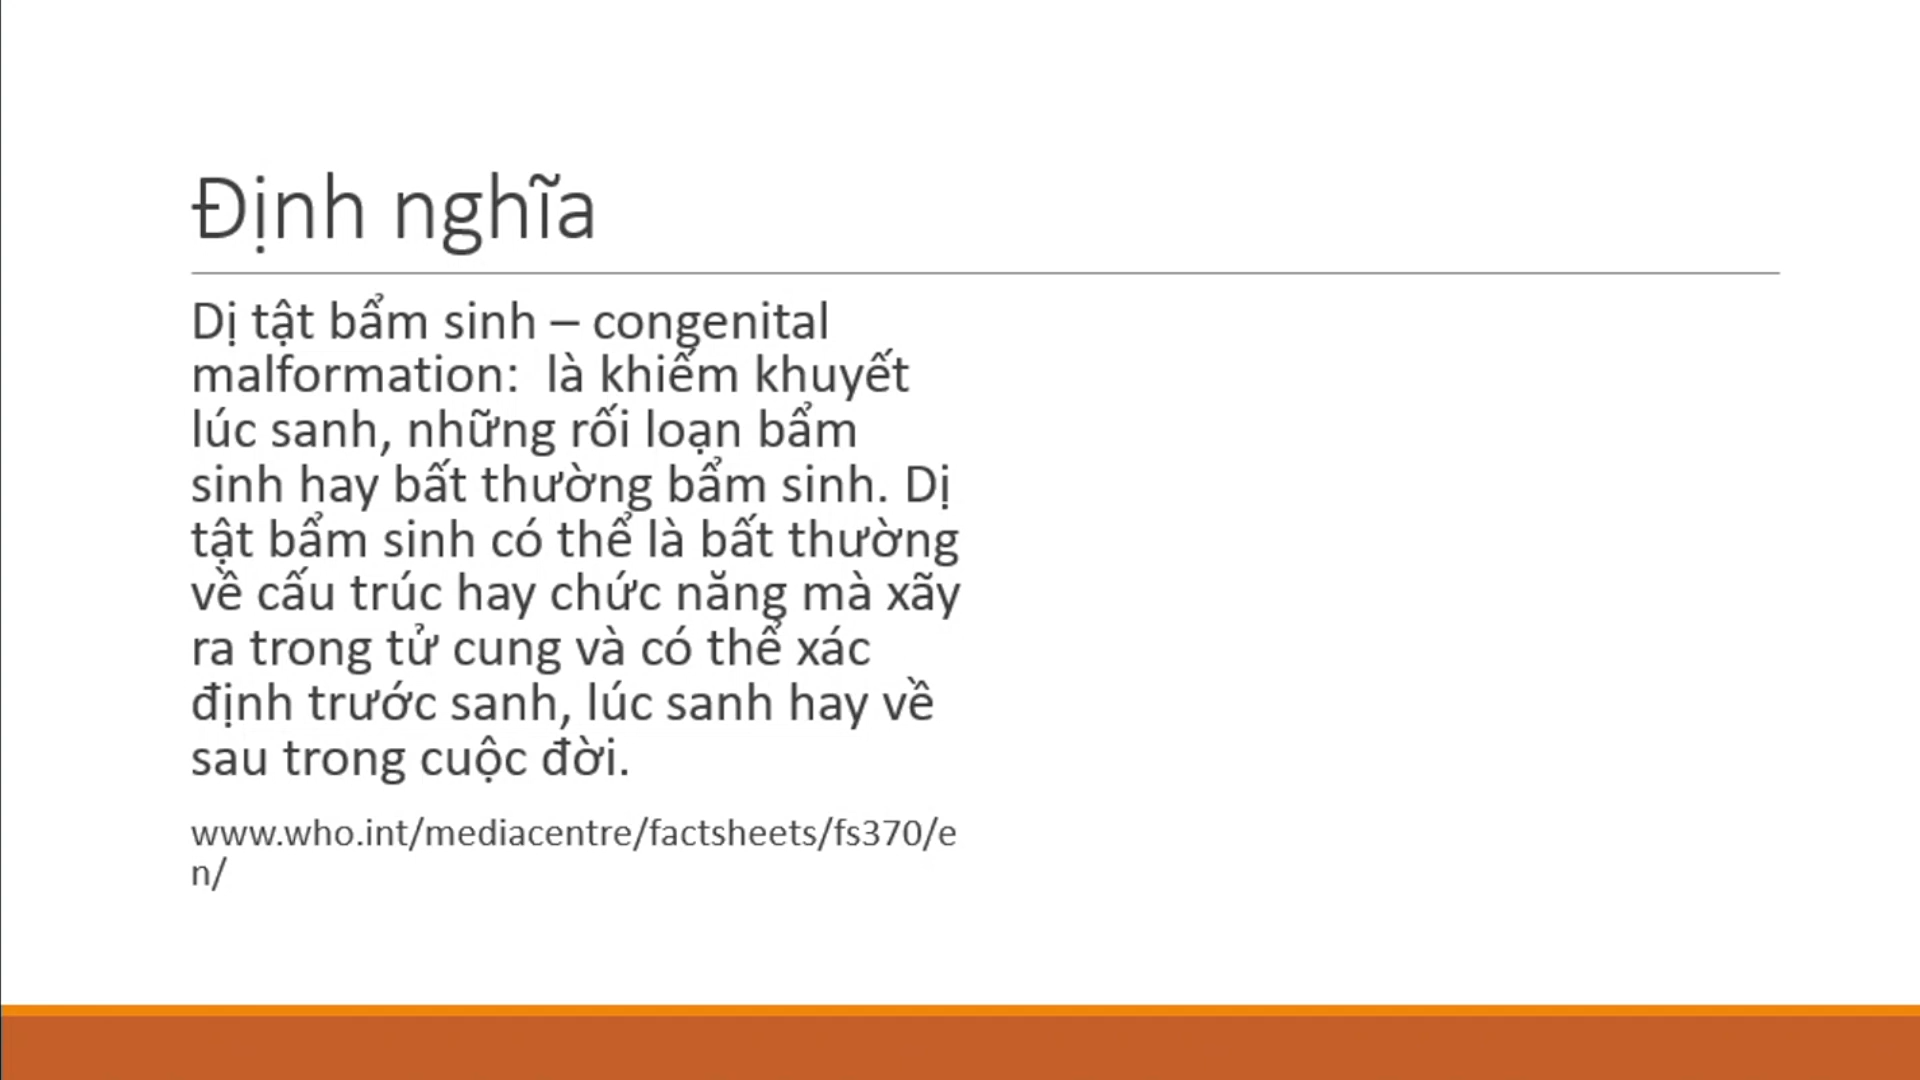 Định nghĩa
Dị tật bẩm sinh – congenital
malformation:  là khiếm khuyết
lúc sanh, những rối loạn bẩm
sinh hay bất thường bẩm sinh. Dị
tật bẩm sinh có thể là bất thường
về cấu trúc hay chức năng mà xãy
ra trong tử cung và có thể xác
định trước sanh, lúc sanh hay về
sau trong cuộc đời.
www.who.int/mediacentre/factsheets/fs370/e
n/